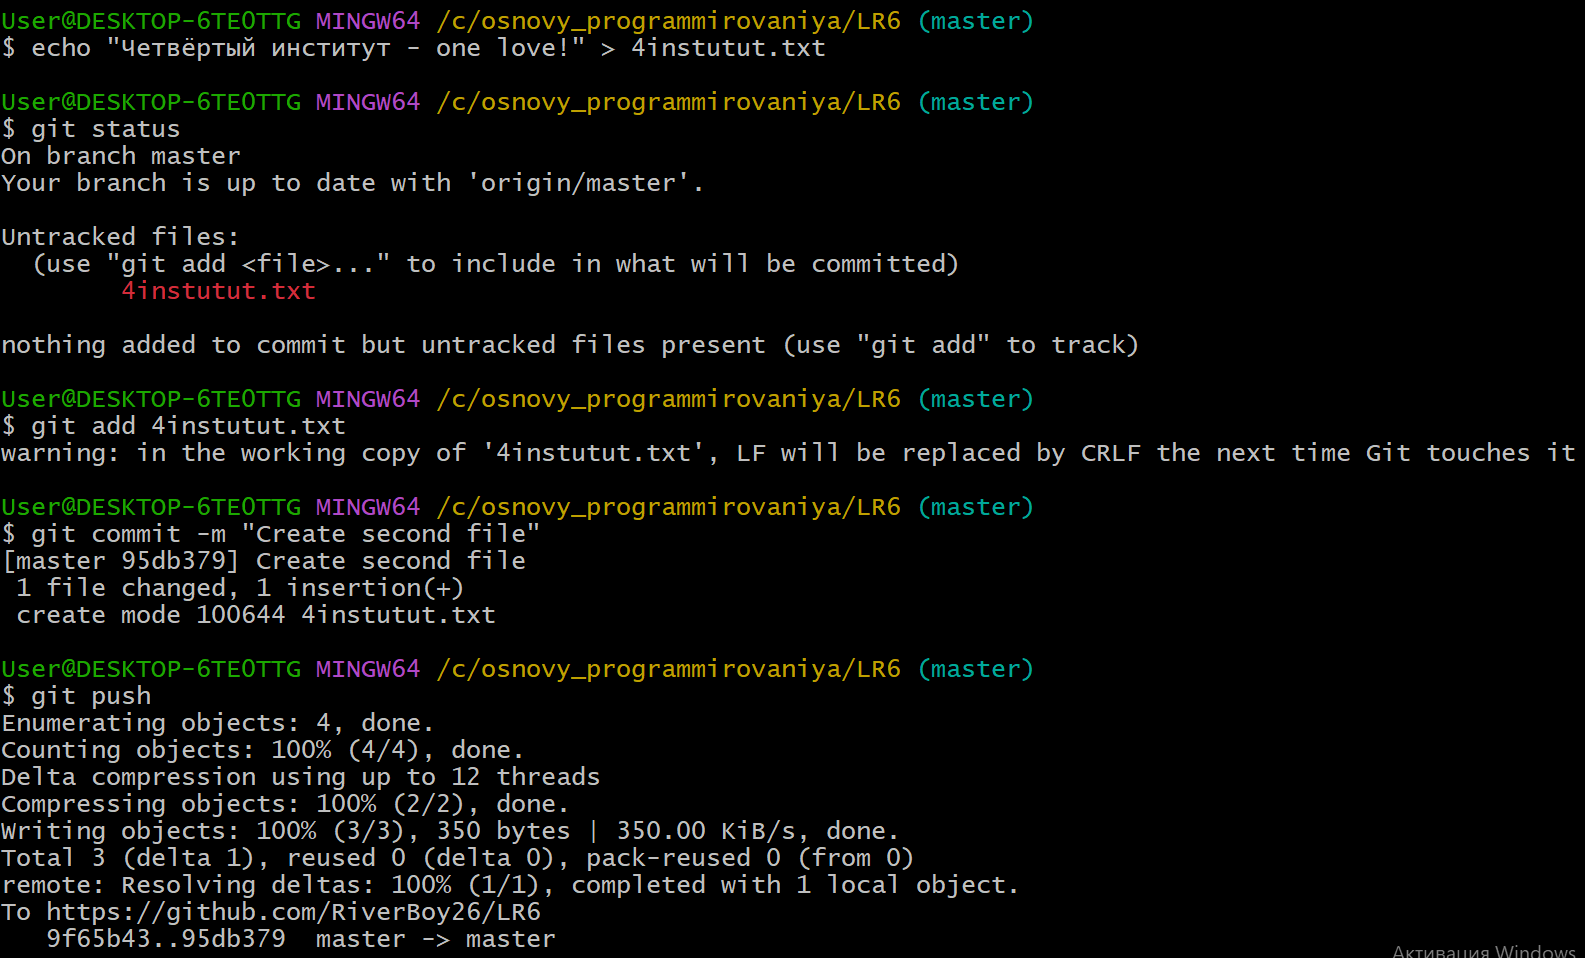 User@DESKTOP-6TE0TTG MINGW64 /c/osnovy_programmirovaniya/LR6 (master)
$ echo "Четвёртый институт - one love!" > 4instutut.txt
User@DESKTOP-6TE0TTG MINGW64 /c/osnovy_programmirovaniya/LR6 (master)
$ git status
On branch master
Your branch is up to date with 'origin/master'.
Untracked files:
  (use "git add <file>..." to include in what will be committed)
        4instutut.txt
nothing added to commit but untracked files present (use "git add" to track)
User@DESKTOP-6TE0TTG MINGW64 /c/osnovy_programmirovaniya/LR6 (master)
$ git add 4instutut.txt
warning: in the working copy of '4instutut.txt', LF will be replaced by CRLF the next time Git touches it
User@DESKTOP-6TE0TTG MINGW64 /c/osnovy_programmirovaniya/LR6 (master)
$ git commit -m "Create second file"
[master 95db379] Create second file
 1 file changed, 1 insertion(+)
 create mode 100644 4instutut.txt
User@DESKTOP-6TE0TTG MINGW64 /c/osnovy_programmirovaniya/LR6 (master)
$ git push
Enumerating objects: 4, done.
Counting objects: 100% (4/4), done.
Delta compression using up to 12 threads
Compressing objects: 100% (2/2), done.
Writing objects: 100% (3/3), 350 bytes | 350.00 KiB/s, done.
Total 3 (delta 1), reused 0 (delta 0), pack-reused 0 (from 0)
remote: Resolving deltas: 100% (1/1), completed with 1 local object.
To https://github.com/RiverBoy26/LR6
   9f65b43..95db379  master -> master
Активация Windows